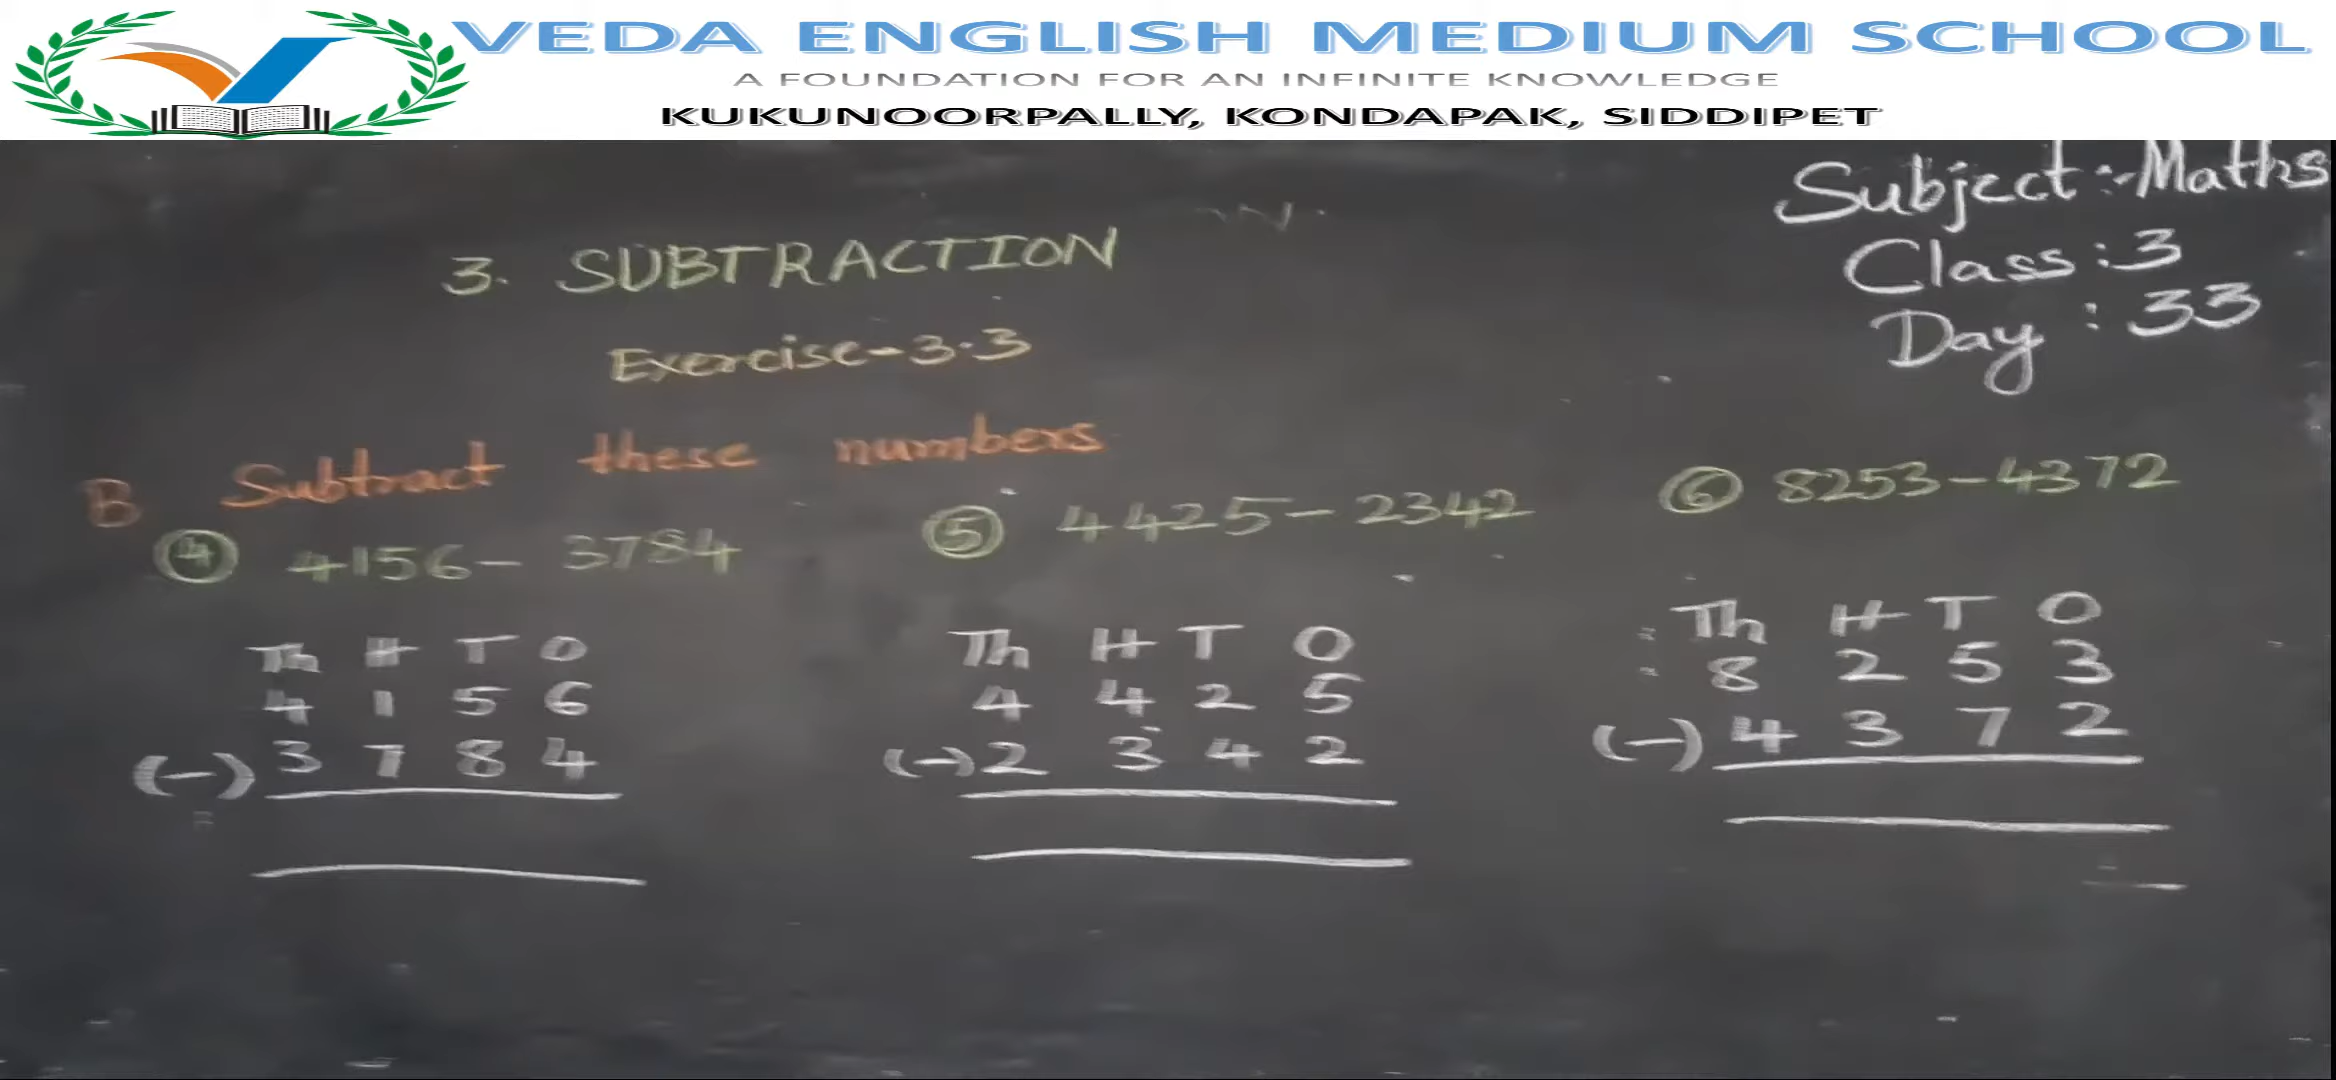 VEDA ENGLISH MEDIUM SCHOOL
A FOUNDATION FOR AN INFINITE KNOWLEDGE
KUKUNOORPALLY, KONDAPAK, SIDDIPET
Subject:-Maths
Class:3
Day:33
3. SUBTRACTION
Exercise-3.3
B Subtract these numbers
4 4156-3784
Th H T O
4 1 5 6
(-) 3 7 8 4
5 4425-2342
Th H T O
4 4 2 5
(-) 2 3 4 2
6 8253-4372
Th H T O
8 2 5 3
(-) 4 3 7 2